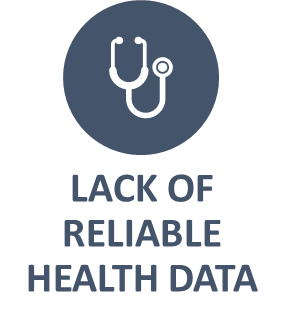 LACK OF
RELIABLE
HEALTH DATA